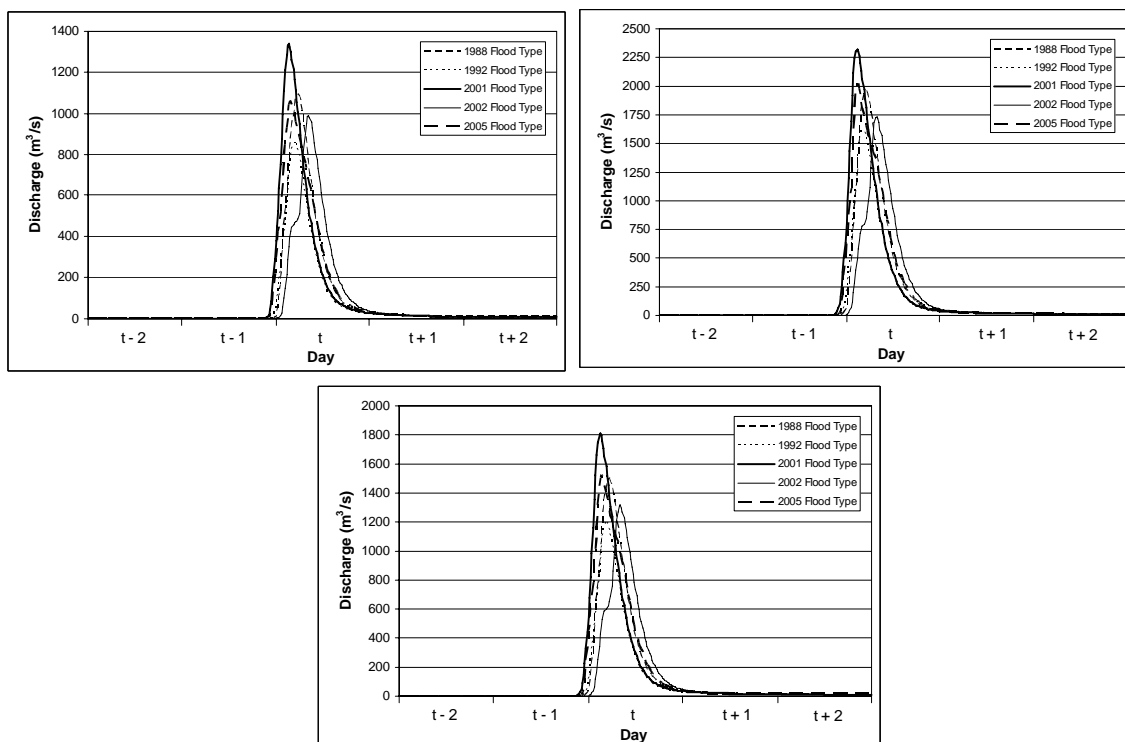 1400
1200
1000
800
600
400
200
0
Discharge (m³/s)
t - 2 t - 1 t t + 1 t + 2
Day
1988 Flood Type
1992 Flood Type
2001 Flood Type
2002 Flood Type
2005 Flood Type
2500
2250
2000
1750
1500
1250
1000
750
500
250
0
Discharge (m³/s)
t - 2 t - 1 t t + 1 t + 2
Day
1988 Flood Type
1992 Flood Type
2001 Flood Type
2002 Flood Type
2005 Flood Type
2000
1800
1600
1400
1200
1000
800
600
400
200
0
Discharge (m³/s)
t - 2 t - 1 t t + 1 t + 2
Day
1988 Flood Type
1992 Flood Type
2001 Flood Type
2002 Flood Type
2005 Flood Type